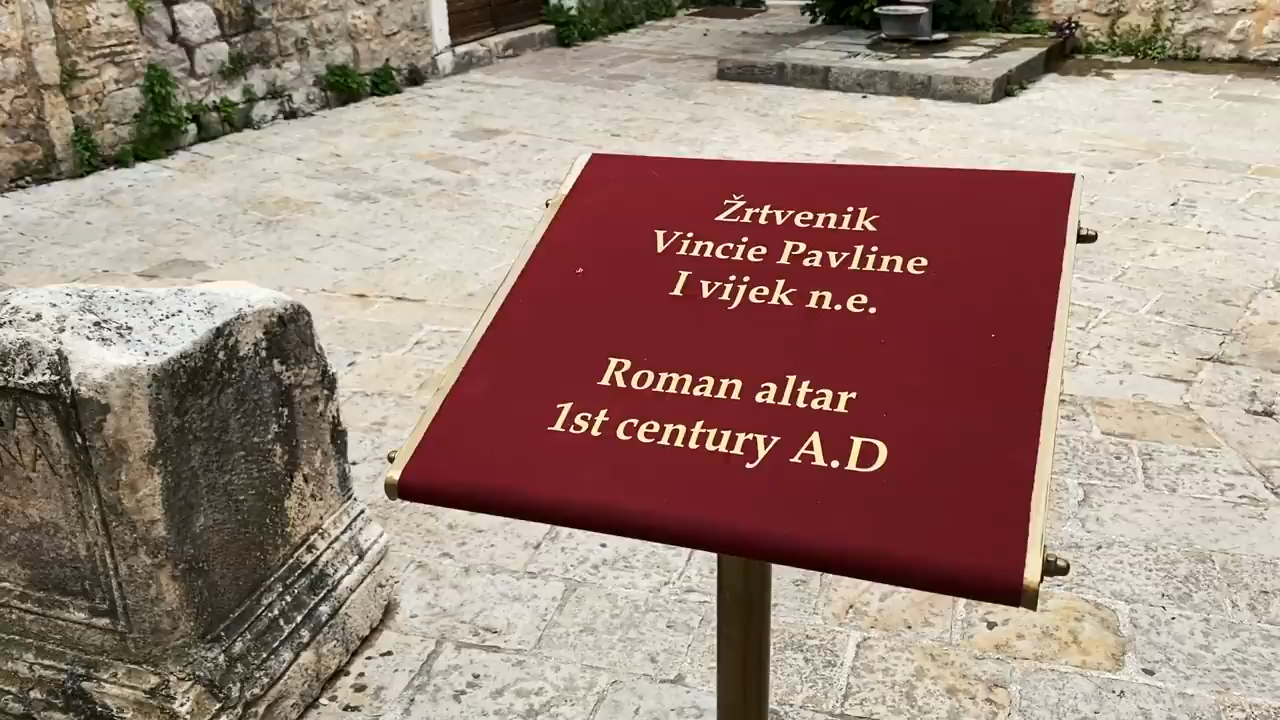 Žrtvenik
Vincie Pavline
I vijek n.e.
Roman altar
1st century A.D